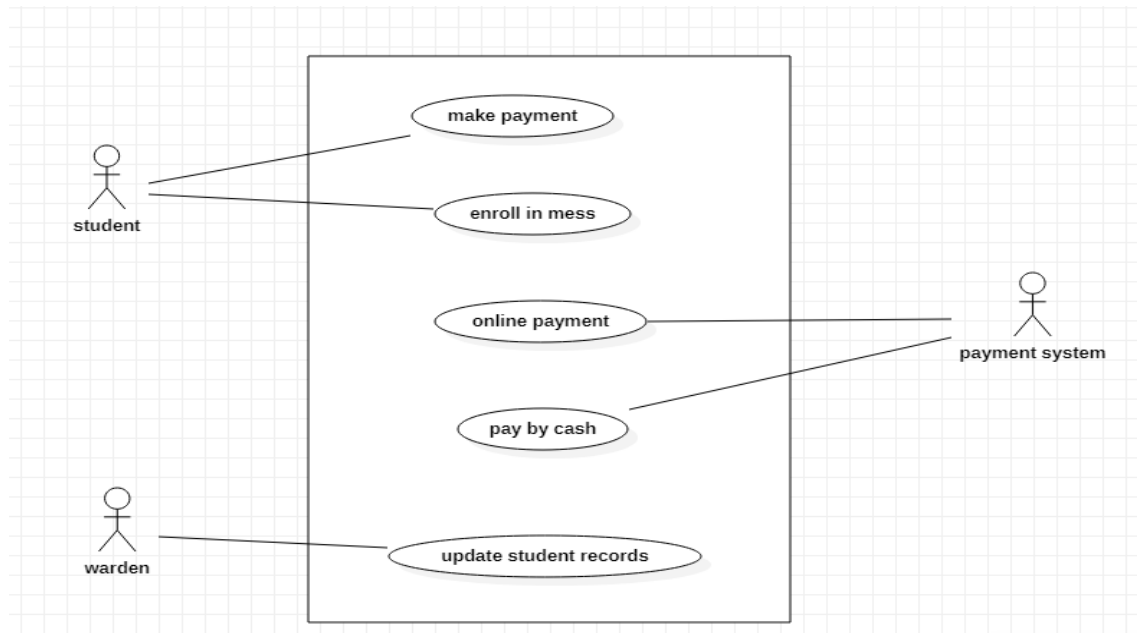 make payment
student
enroll in mess
online payment
payment system
pay by cash
warden
update student records